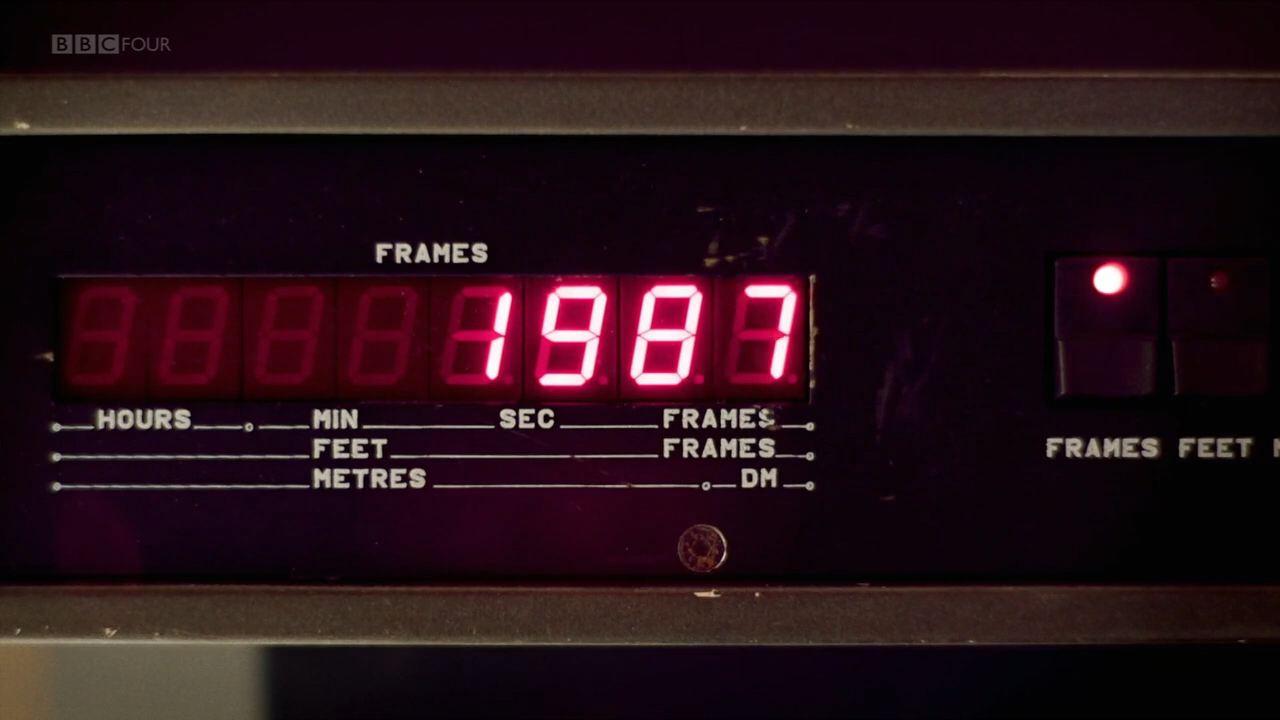 BBC FOUR
FRAMES
1987
HOURS MIN SEC FRAMES
FEET FRAMES
METRES DM
FRAMES FEET